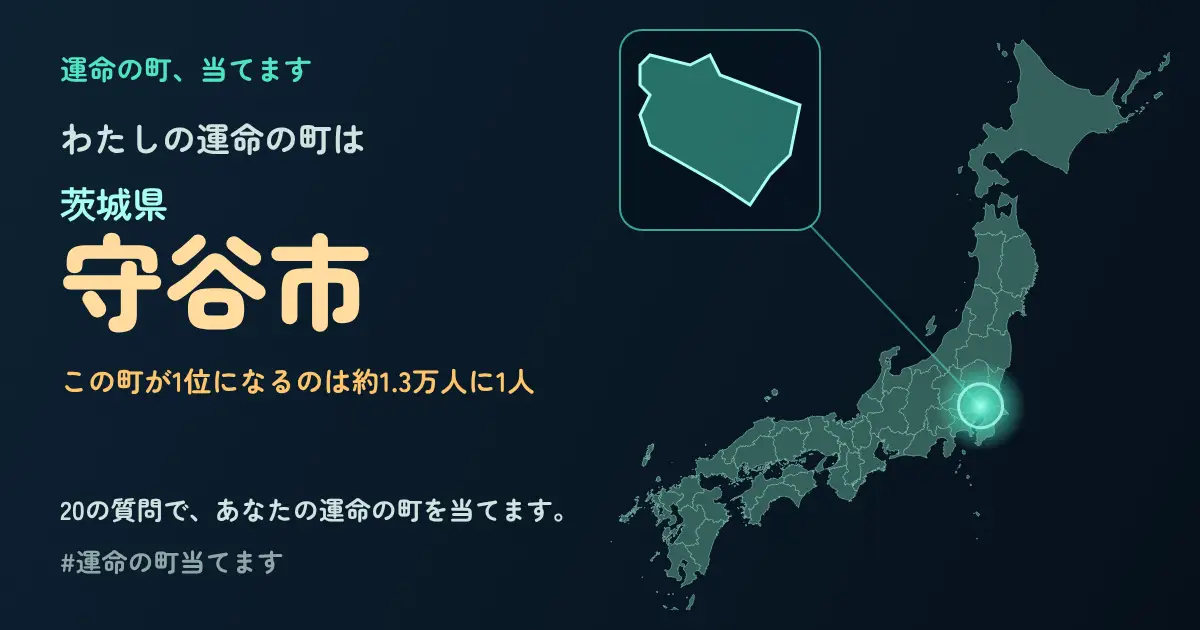 運命の町、当てます
わたしの運命の町は
茨城県
守谷市
この町が1位になるのは約1.3万人に1人
20の質問で、あなたの運命の町を当てます。
#運命の町当てます